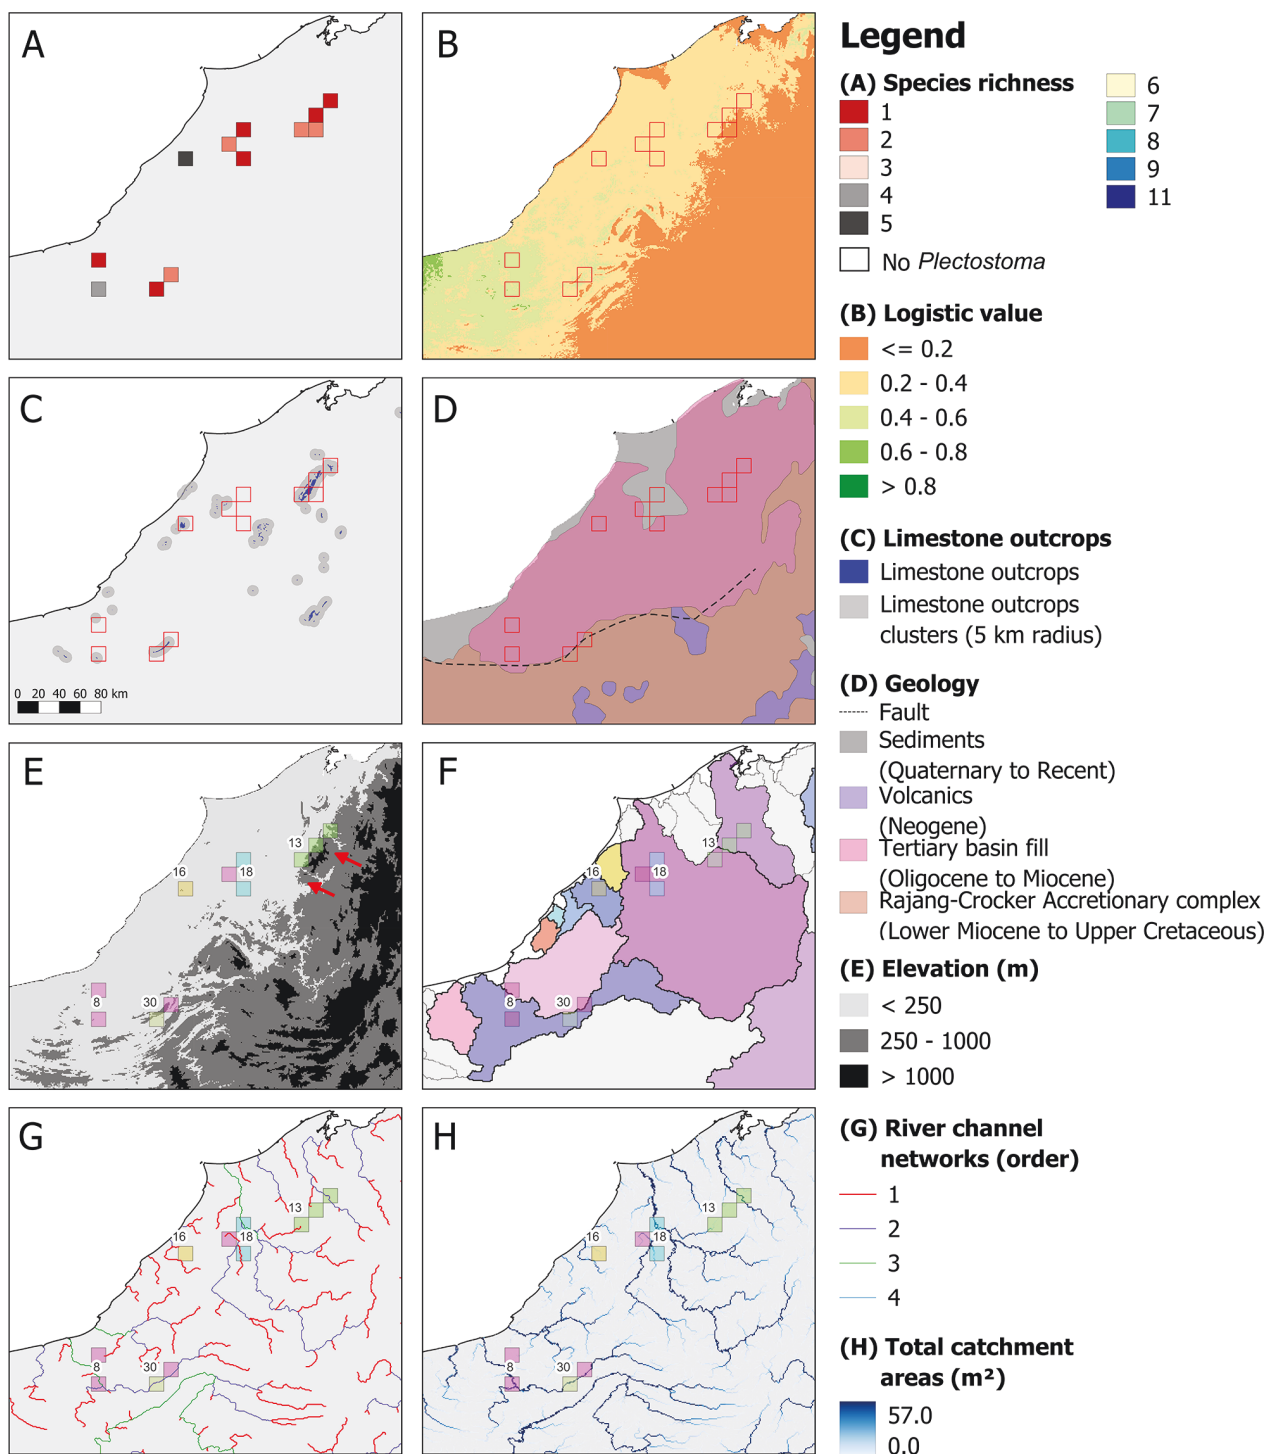 A
B
Legend
(A) Species richness
1
2
3
4
5
6
7
8
9
11
No Plectostoma
(B) Logistic value
<= 0.2
0.2 - 0.4
0.4 - 0.6
0.6 - 0.8
> 0.8
C
0 20 40 60 80 km
D
(C) Limestone outcrops
Limestone outcrops
Limestone outcrops
clusters (5 km radius)
(D) Geology
Fault
Sediments
(Quaternary to Recent)
Volcanics
(Neogene)
Tertiary basin fill
(Oligocene to Miocene)
Rajang-Crocker Accretionary complex
(Lower Miocene to Upper Cretaceous)
E
13
16
18
8
30
F
13
16
18
8
30
(E) Elevation (m)
< 250
250 - 1000
> 1000
G
13
16
18
8
30
H
13
16
18
8
30
(G) River channel
networks (order)
1
2
3
4
(H) Total catchment
areas (m²)
57.0
0.0